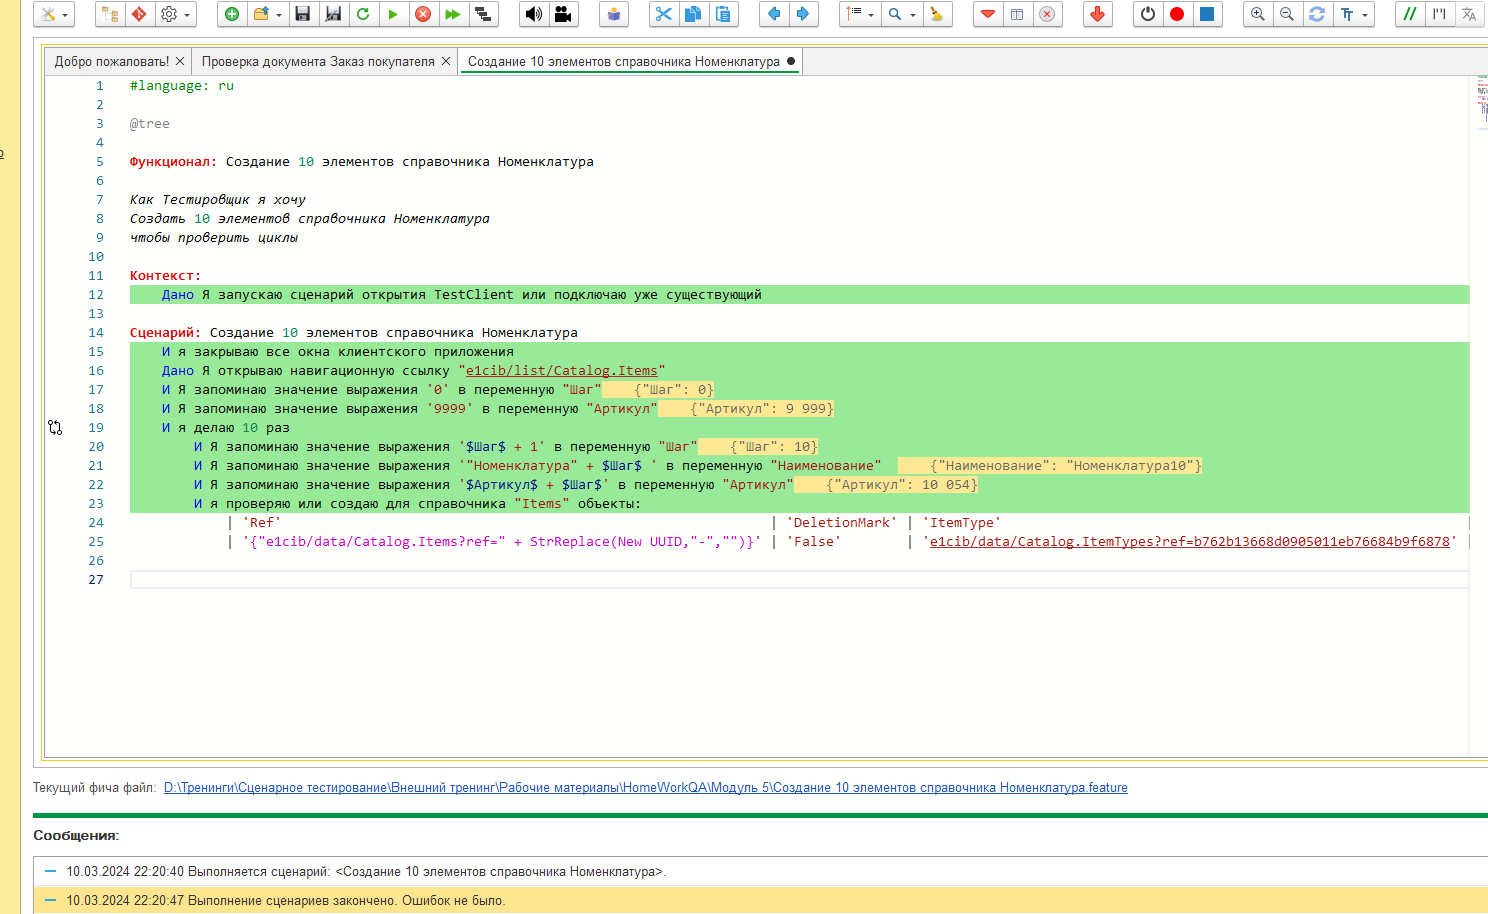 Добро пожаловать! Проверка документа Заказ покупателя Создание 10 элементов справочника Номенклатура
1 #language: ru
2
3 @tree
4
5 Функционал: Создание 10 элементов справочника Номенклатура
6
7 Как Тестировщик я хочу
8 Создать 10 элементов справочника Номенклатура
9 чтобы проверить циклы
10
11 Контекст:
12 Дано Я запускаю сценарий открытия TestClient или подключаю уже существующий
13
14 Сценарий: Создание 10 элементов справочника Номенклатура
15 И я закрываю все окна клиентского приложения
16 Дано Я открываю навигационную ссылку "e1cib/list/Catalog.Items"
17 И Я запоминаю значение выражения '0' в переменную "Шаг" {"Шаг": 0}
18 И Я запоминаю значение выражения '9999' в переменную "Артикул" {"Артикул": 9 999}
19 И я делаю 10 раз
20 И Я запоминаю значение выражения '$Шаг$ + 1' в переменную "Шаг" {"Шаг": 10}
21 И Я запоминаю значение выражения '"Номенклатура" + $Шаг$ ' в переменную "Наименование" {"Наименование": "Номенклатура10"}
22 И Я запоминаю значение выражения '$Артикул$ + $Шаг$' в переменную "Артикул" {"Артикул": 10 054}
23 И я проверяю или создаю для справочника "Items" объекты:
24 | 'Ref' | 'DeletionMark' | 'ItemType' |
25 | '{"e1cib/data/Catalog.Items?ref=" + StrReplace(New UUID,"-","")}' | 'False' | 'e1cib/data/Catalog.ItemTypes?ref=b762b13668d0905011eb76684b9f6878' |
26
27
Текущий фича файл: D:\Тренинги\Сценарное тестирование\Внешний тренинг\Рабочие материалы\HomeWorkQA\Модуль 5\Создание 10 элементов справочника Номенклатура.feature
Сообщения:
10.03.2024 22:20:40 Выполняется сценарий: <Создание 10 элементов справочника Номенклатура>.
10.03.2024 22:20:47 Выполнение сценариев закончено. Ошибок не было.